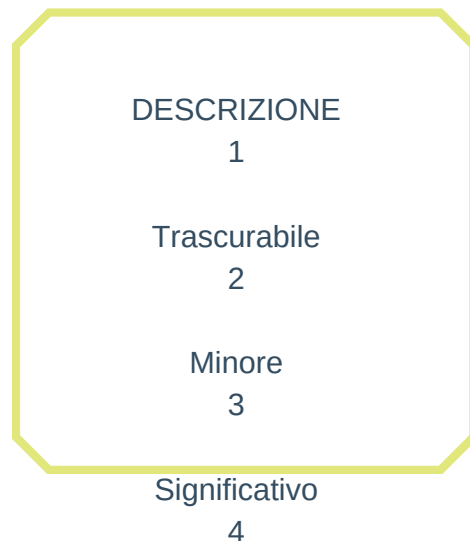 DESCRIZIONE
1
Trascurabile
2
Minore
3
Significativo
4